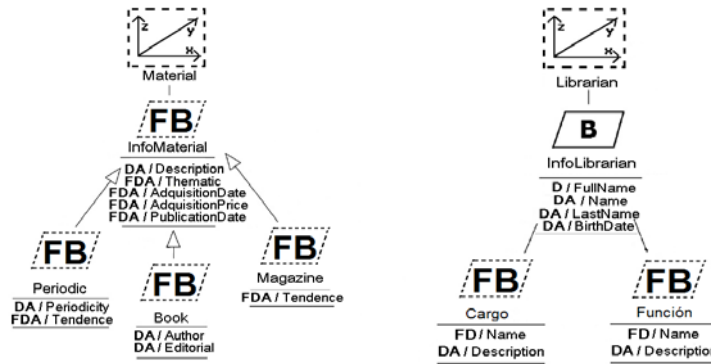 z y x
Material
FB
InfoMaterial
DA / Description
FDA / Thematic
FDA / AdquisitionDate
FDA / AdquisitionPrice
FDA / PublicationDate
FB
Periodic
DA / Periodicity
FDA / Tendence
FB
Book
DA / Author
DA / Editorial
FB
Magazine
FDA / Tendence
z y x
Librarian
B
InfoLibrarian
D / FullName
DA / Name
DA / LastName
DA / BirthDate
FB
Cargo
FD / Name
DA / Description
FB
Función
FD / Name
DA / Description